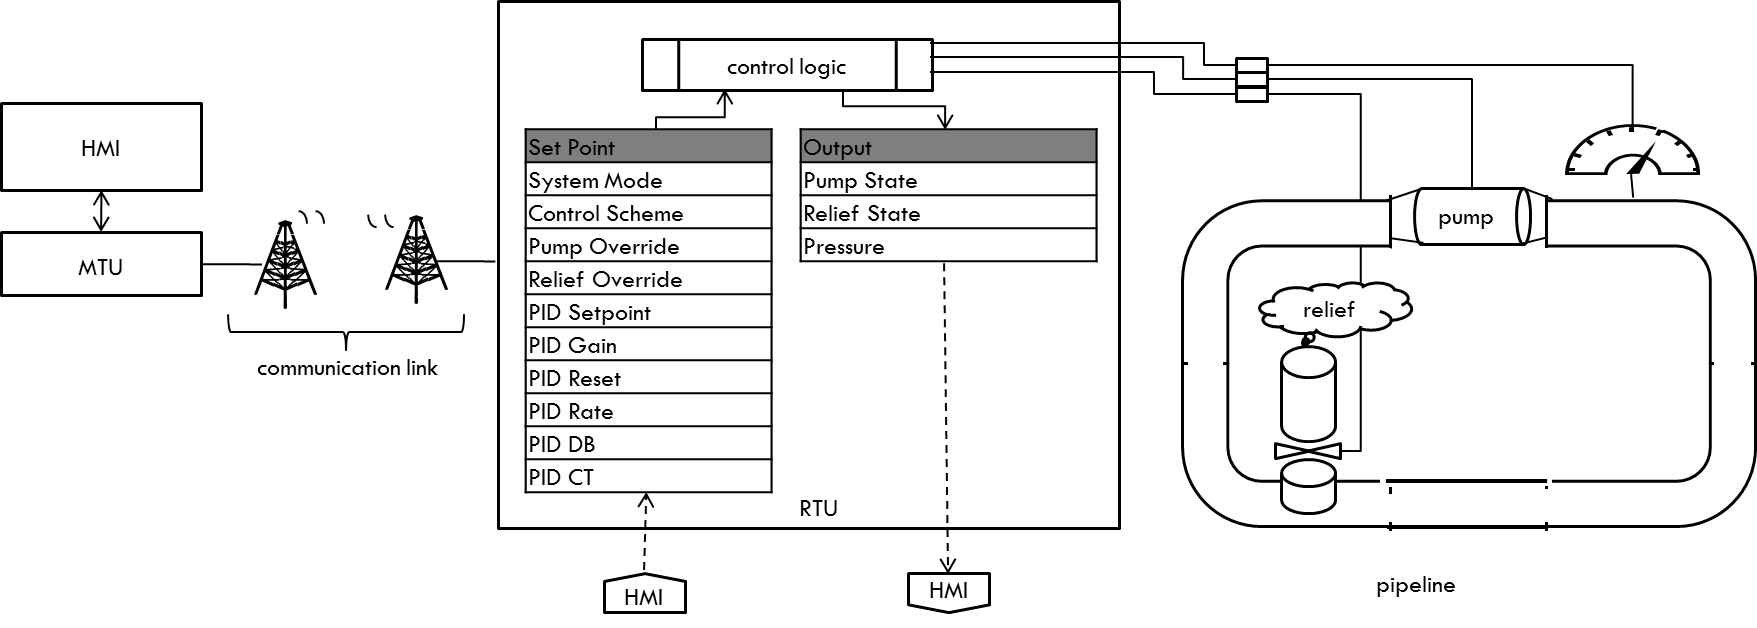 HMI
MTU
communication link
control logic
Set Point
System Mode
Control Scheme
Pump Override
Relief Override
PID Setpoint
PID Gain
PID Reset
PID Rate
PID DB
PID CT
Output
Pump State
Relief State
Pressure
RTU
HMI
HMI
pump
relief
pipeline